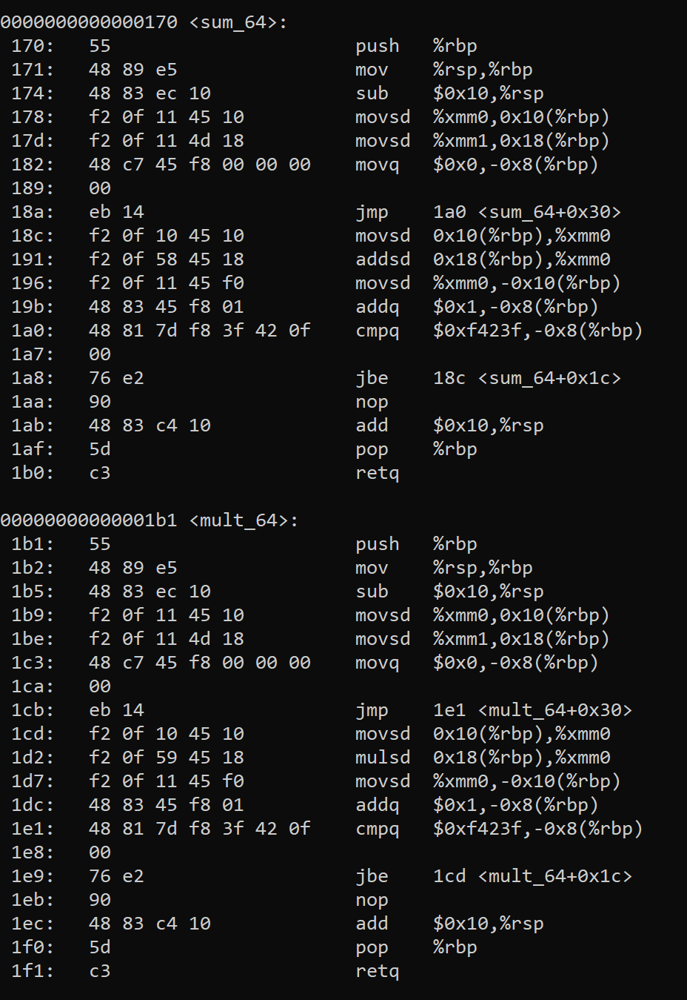 0000000000000170 <sum_64>:
 170:   55                      push   %rbp
 171:   48 89 e5                mov    %rsp,%rbp
 174:   48 83 ec 10             sub    $0x10,%rsp
 178:   f2 0f 11 45 10          movsd  %xmm0,0x10(%rbp)
 17d:   f2 0f 11 4d 18          movsd  %xmm1,0x18(%rbp)
 182:   48 c7 45 f8 00 00 00    movq   $0x0,-0x8(%rbp)
 189:   00
 18a:   eb 14                   jmp    1a0 <sum_64+0x30>
 18c:   f2 0f 10 45 10          movsd  0x10(%rbp),%xmm0
 191:   f2 0f 58 45 18          addsd  0x18(%rbp),%xmm0
 196:   f2 0f 11 45 f0          movsd  %xmm0,-0x10(%rbp)
 19b:   48 83 45 f8 01          addq   $0x1,-0x8(%rbp)
 1a0:   48 81 7d f8 3f 42 0f    cmpq   $0xf423f,-0x8(%rbp)
 1a7:   00
 1a8:   76 e2                   jbe    18c <sum_64+0x1c>
 1aa:   90                      nop
 1ab:   48 83 c4 10             add    $0x10,%rsp
 1af:   5d                      pop    %rbp
 1b0:   c3                      retq

00000000000001b1 <mult_64>:
 1b1:   55                      push   %rbp
 1b2:   48 89 e5                mov    %rsp,%rbp
 1b5:   48 83 ec 10             sub    $0x10,%rsp
 1b9:   f2 0f 11 45 10          movsd  %xmm0,0x10(%rbp)
 1be:   f2 0f 11 4d 18          movsd  %xmm1,0x18(%rbp)
 1c3:   48 c7 45 f8 00 00 00    movq   $0x0,-0x8(%rbp)
 1ca:   00
 1cb:   eb 14                   jmp    1e1 <mult_64+0x30>
 1cd:   f2 0f 10 45 10          movsd  0x10(%rbp),%xmm0
 1d2:   f2 0f 59 45 18          mulsd  0x18(%rbp),%xmm0
 1d7:   f2 0f 11 45 f0          movsd  %xmm0,-0x10(%rbp)
 1dc:   48 83 45 f8 01          addq   $0x1,-0x8(%rbp)
 1e1:   48 81 7d f8 3f 42 0f    cmpq   $0xf423f,-0x8(%rbp)
 1e8:   00
 1e9:   76 e2                   jbe    1cd <mult_64+0x1c>
 1eb:   90                      nop
 1ec:   48 83 c4 10             add    $0x10,%rsp
 1f0:   5d                      pop    %rbp
 1f1:   c3                      retq